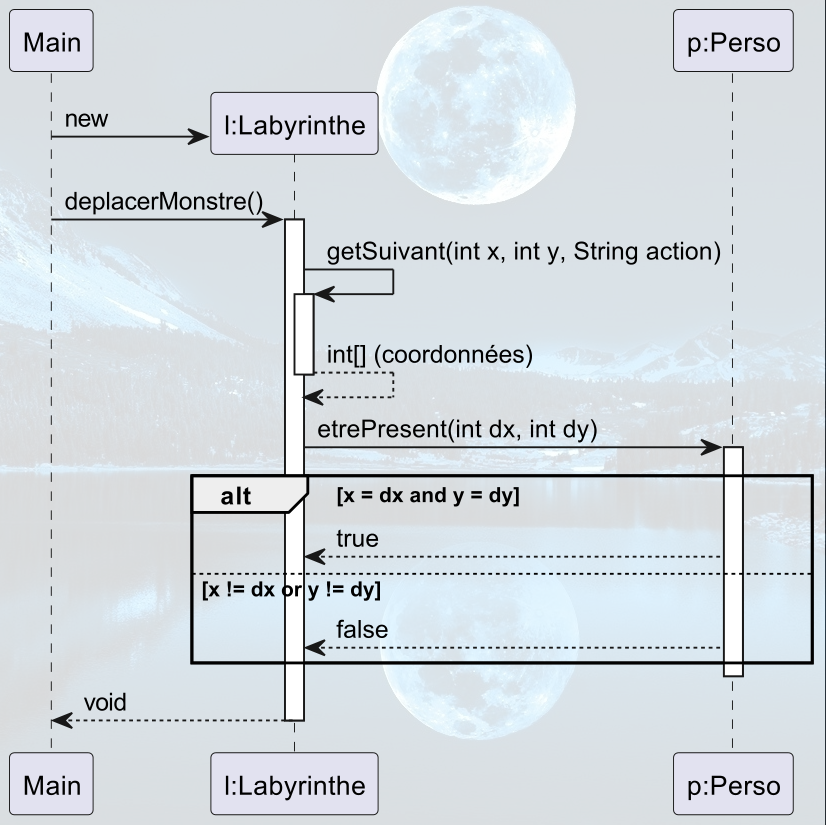 Main
p:Perso
l:Labyrinthe
new
deplacerMonstre()
getSuivant(int x, int y, String action)
int[] (coordonnées)
etrePresent(int dx, int dy)
alt
[x = dx and y = dy]
true
[x != dx or y != dy]
false
void
Main
l:Labyrinthe
p:Perso